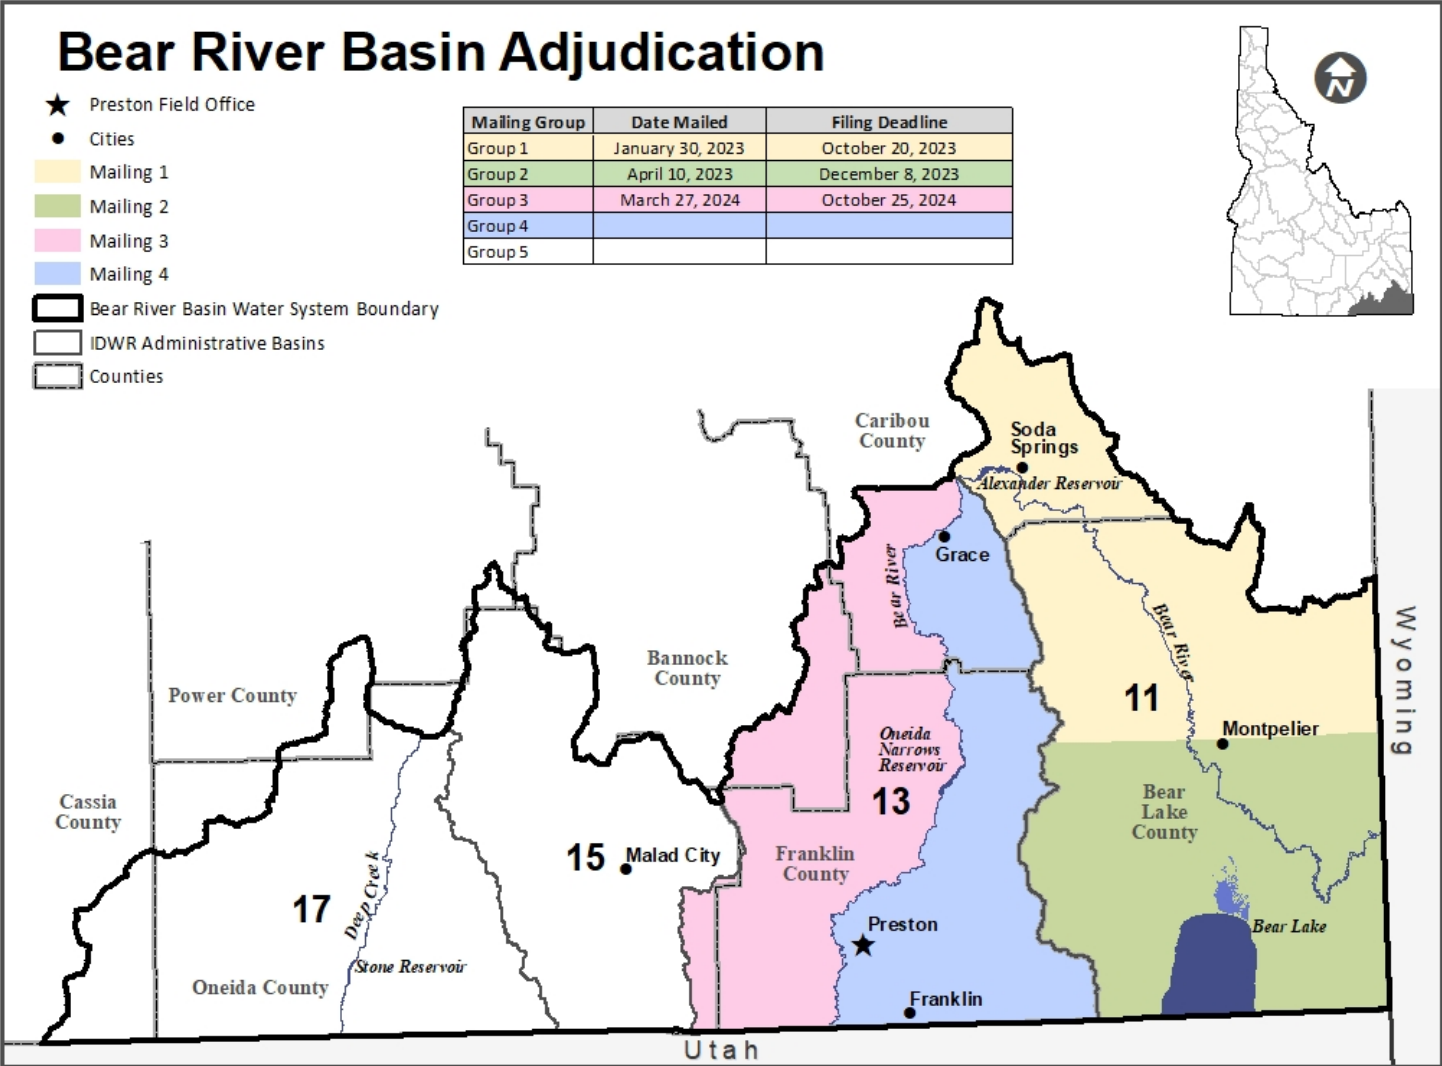 Bear River Basin Adjudication
Preston Field Office
Cities
Mailing 1
Mailing 2
Mailing 3
Mailing 4
Bear River Basin Water System Boundary
IDWR Administrative Basins
Counties
Mailing Group Date Mailed Filing Deadline
Group 1 January 30, 2023 October 20, 2023
Group 2 April 10, 2023 December 8, 2023
Group 3 March 27, 2024 October 25, 2024
Group 4
Group 5
N
Caribou
County
Soda
Springs
Alexander Reservoir
Grace
Bear River
Bear River
Wyoming
Bannock
County
Power County
11
Montpelier
Oneida
Narrows
Reservoir
13
Cassia
County
Bear
Lake
County
15
Malad City
Franklin
County
17
Deep Creek
Preston
Bear Lake
Stone Reservoir
Oneida County
Franklin
Utah